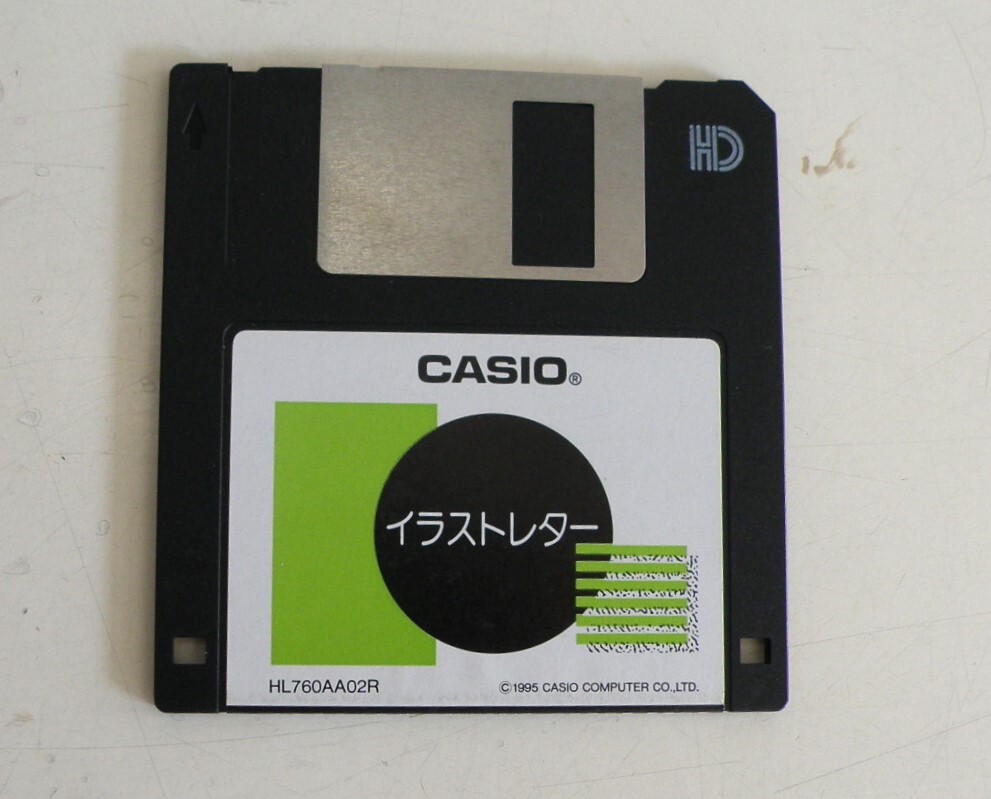 HD
CASIO®
イラストレター
HL760AA02R
©1995 CASIO COMPUTER CO.,LTD.